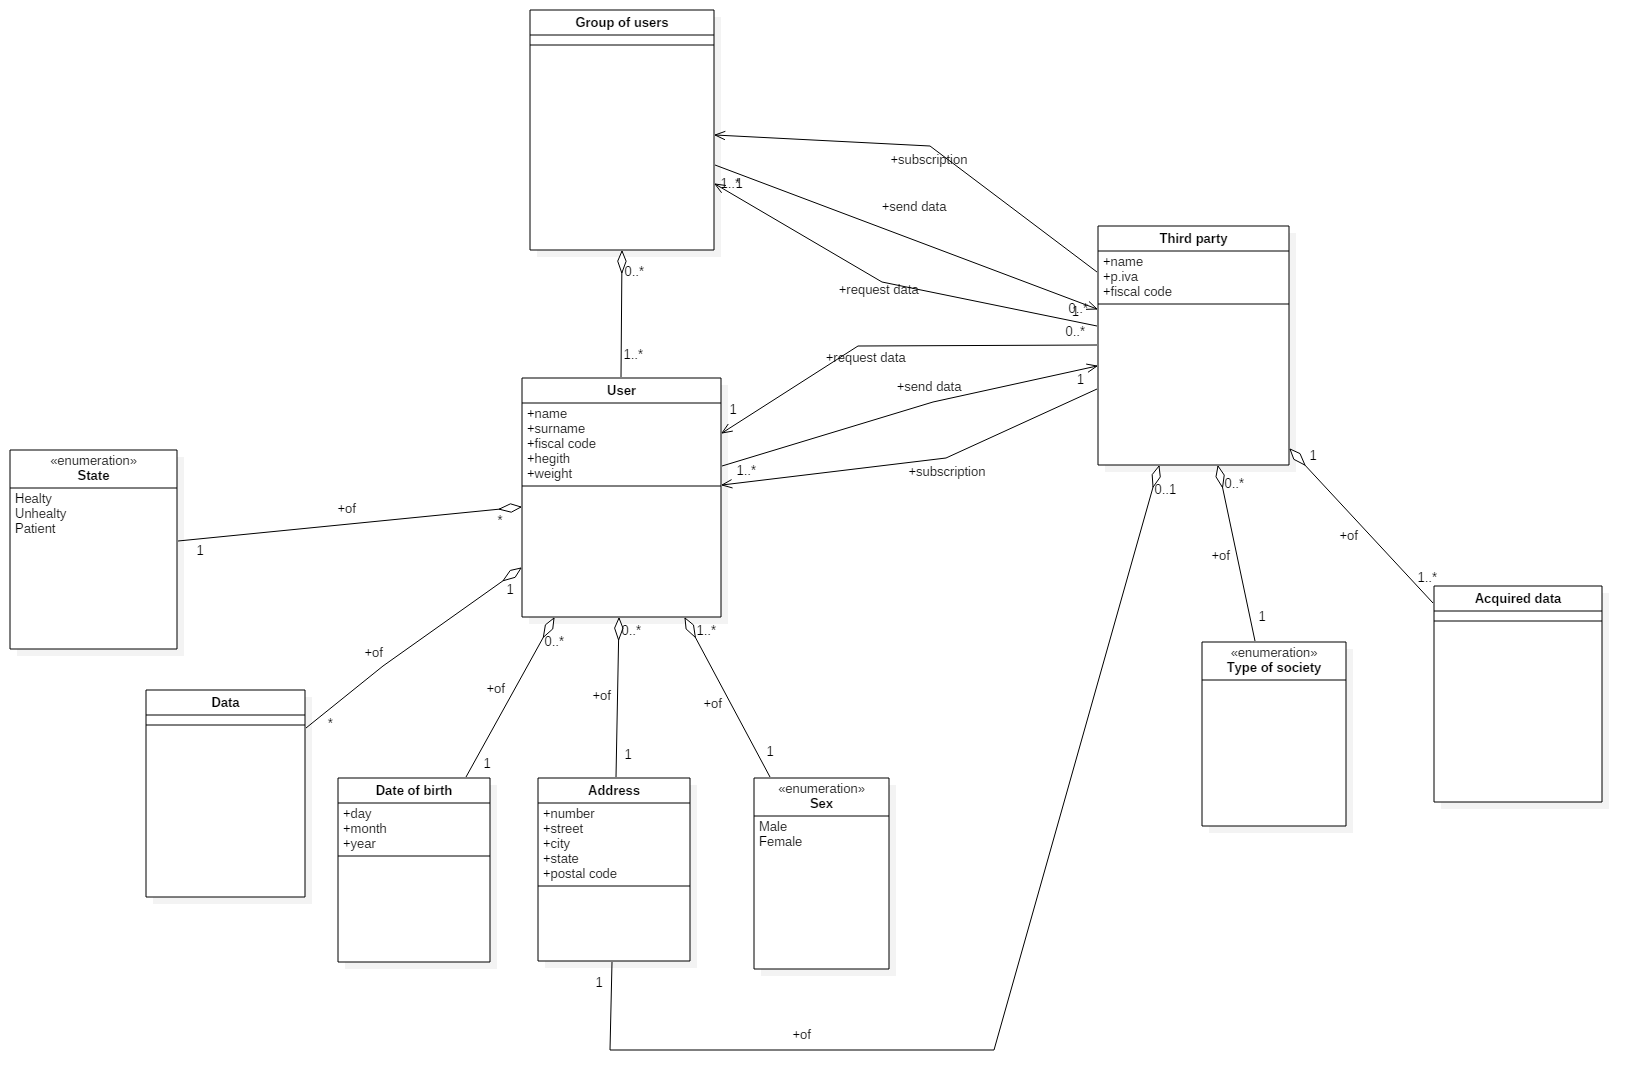 Group of users
+subscription
1..*
1
+send data
+request data
0..*
1
0..*
Third party
+name
+p.iva
+fiscal code
0..*
1..*
+request data
+send data
1
1
1..*
+subscription
User
+name
+surname
+fiscal code
+hegith
+weight
«enumeration»
State
Healty
Unhealty
Patient
+of
*
1
1
+of
*
Data
0..*
+of
1
0..*
+of
1
1..*
+of
1
Date of birth
+day
+month
+year
Address
+number
+street
+city
+state
+postal code
«enumeration»
Sex
Male
Female
1
+of
0..1
0..*
+of
1
«enumeration»
Type of society
1
+of
1..*
Acquired data